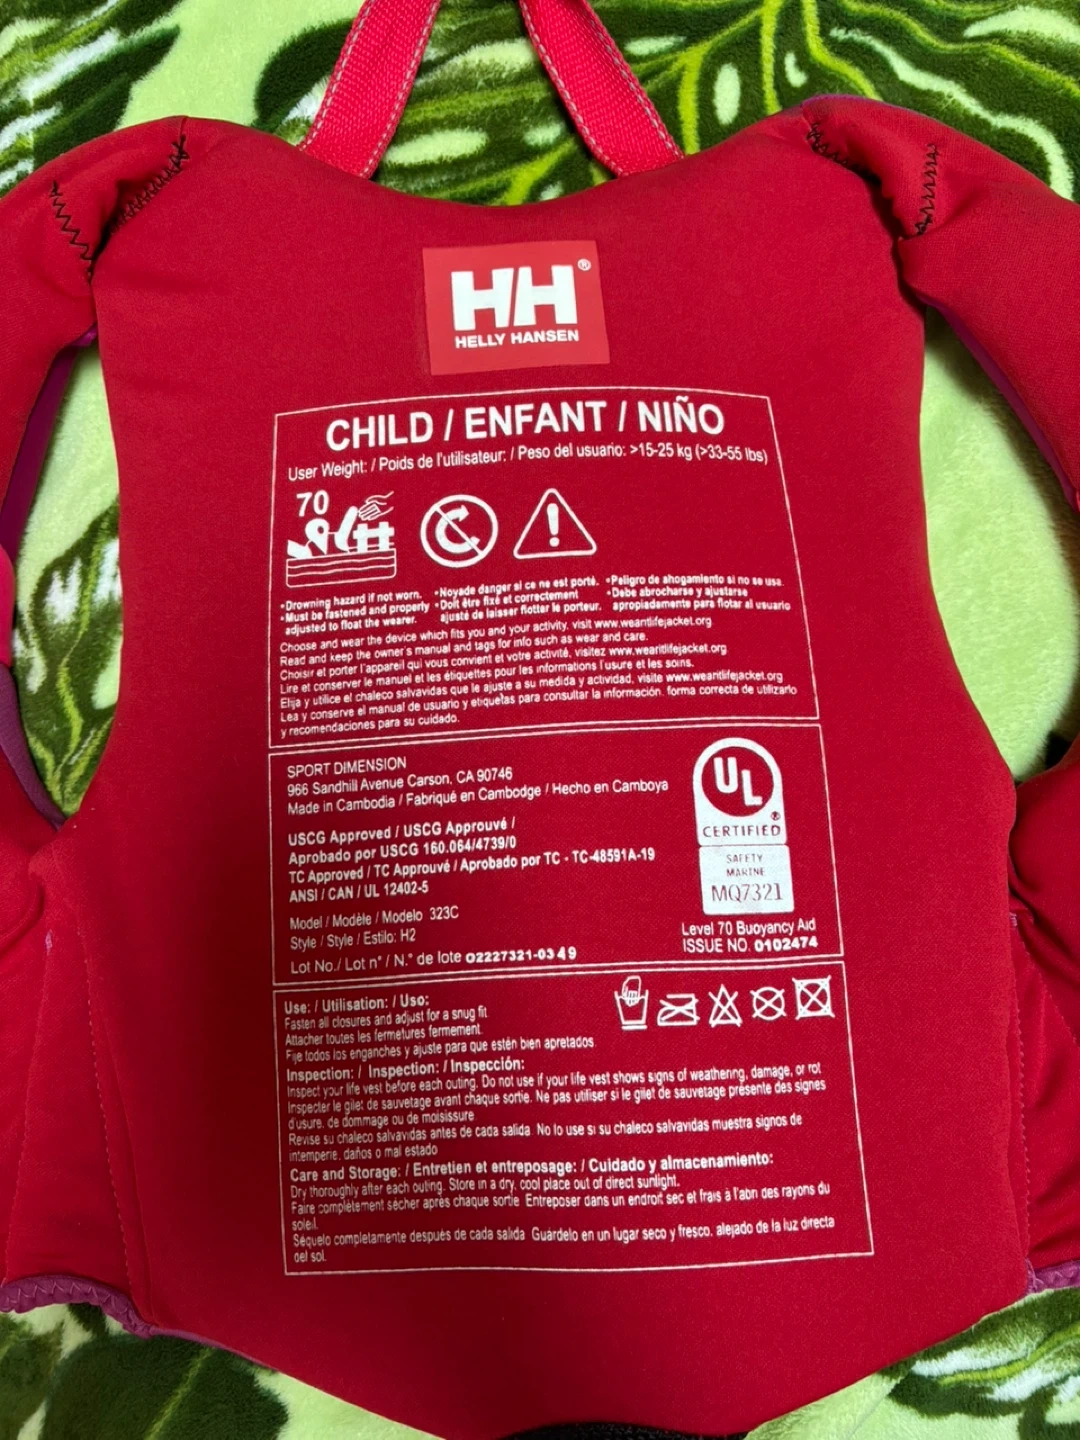 HH®
HELLY HANSEN
CHILD / ENFANT / NIÑO
User Weight: / Poids de l'utilisateur: / Peso del usuario: >15-25 kg (>33-55 lbs)
70
•Drowning hazard if not worn.
•Must be fastened and properly
adjusted to float the wearer.
•Noyade danger si ce ne est porté.
•Doit être fixé et correctement
ajusté de laisser flotter le porteur.
•Peligro de ahogamiento si no se usa.
•Debe abrocharse y ajustarse
apropiadamente para flotar al usuario
Choose and wear the device which fits you and your activity, visit www.wearitlifejacket.org
Read and keep the owner's manual and tags for info such as wear and care.
Choisir et porter l'appareil qui vous convient et votre activité, visitez www.wearitlifejacket.org
Lire et conserver le manuel et les étiquettes pour les informations l'usure et les soins.
Elija y utilice el chaleco salvavidas que le ajuste a su medida y actividad, visite www.wearitlifejacket.org
Lea y conserve el manual de usuario y etiquetas para consultar la información, forma correcta de utilizarlo
y recomendaciones para su cuidado.
SPORT DIMENSION
966 Sandhill Avenue Carson, CA 90746
Made in Cambodia / Fabriqué en Cambodge / Hecho en Camboya
USCG Approved / USCG Approuvé /
Aprobado por USCG 160.064/4739/0
TC Approved / TC Approuvé / Aprobado por TC - TC-48591A-19
ANSI / CAN / UL 12402-5
Model / Modèle / Modelo 323C
Style / Style / Estilo: H2
Lot No./ Lot n° / N.° de lote 02227321-0349
UL®
CERTIFIED
SAFETY
MARINE
MQ7321
Level 70 Buoyancy Aid
ISSUE NO. 0102474
Use: / Utilisation: / Uso:
Fasten all closures and adjust for a snug fit
Attacher toutes les fermetures fermement
Fije todos los enganches y ajuste para que estén bien apretados.
Inspection: / Inspection: / Inspección:
Inspect your life vest before each outing. Do not use if your life vest shows signs of weathering, damage, or rot
Inspecter le gilet de sauvetage avant chaque sortie. Ne pas utiliser si le gilet de sauvetage présente des signes
d'usure, de dommage ou de moisissure
Revise su chaleco salvavidas antes de cada salida. No lo use si su chaleco salvavidas muestra signos de
intemperie, daños o mal estado
Care and Storage: / Entretien et entreposage: / Cuidado y almacenamiento:
Dry thoroughly after each outing. Store in a dry, cool place out of direct sunlight.
Faire complètement sécher après chaque sortie Entreposer dans un endroit sec et frais à l'abri des rayons du
soleil.
Séquelo completamente después de cada salida Guárdelo en un lugar seco y fresco, alejado de la luz directa
del sol.